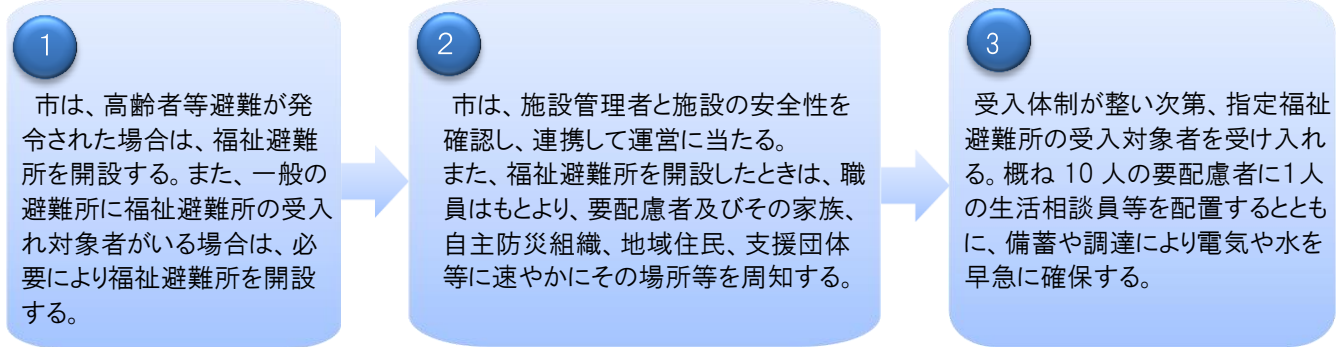 1
市は、高齢者等避難が発
令された場合は、福祉避難
所を開設する。また、一般の
避難所に福祉避難所の受入
れ対象者がいる場合は、必
要により福祉避難所を開設
する。
2
市は、施設管理者と施設の安全性を
確認し、連携して運営に当たる。
また、福祉避難所を開設したときは、職
員はもとより、要配慮者及びその家族、
自主防災組織、地域住民、支援団体
等に速やかにその場所等を周知する。
3
受入体制が整い次第、指定福祉
避難所の受入対象者を受け入れ
る。概ね 10 人の要配慮者に1人
の生活相談員等を配置するととも
に、備蓄や調達により電気や水を
早急に確保する。